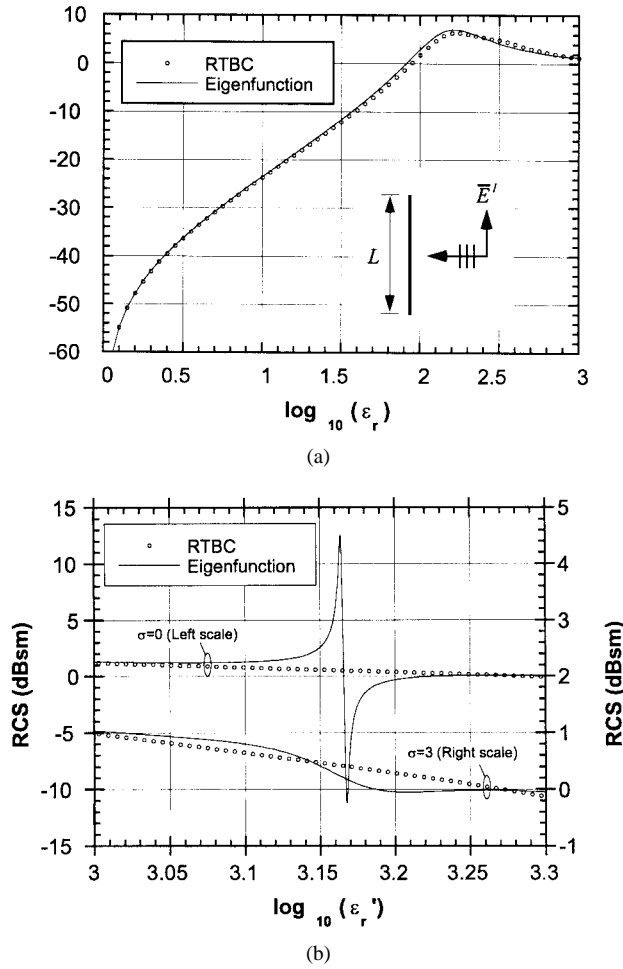 10
0
-10
-20
-30
-40
-50
-60
RTBC
Eigenfunction
L
E^I
0 0.5 1 1.5 2 2.5 3
log 10 (ε r)
(a)
15
10
5
0
-5
-10
-15
RCS (dBsm)
RTBC
Eigenfunction
σ=0 (Left scale)
σ=3 (Right scale)
5
4
3
2
1
0
-1
RCS (dBsm)
3 3.05 3.1 3.15 3.2 3.25 3.3
log 10 (ε r')
(b)